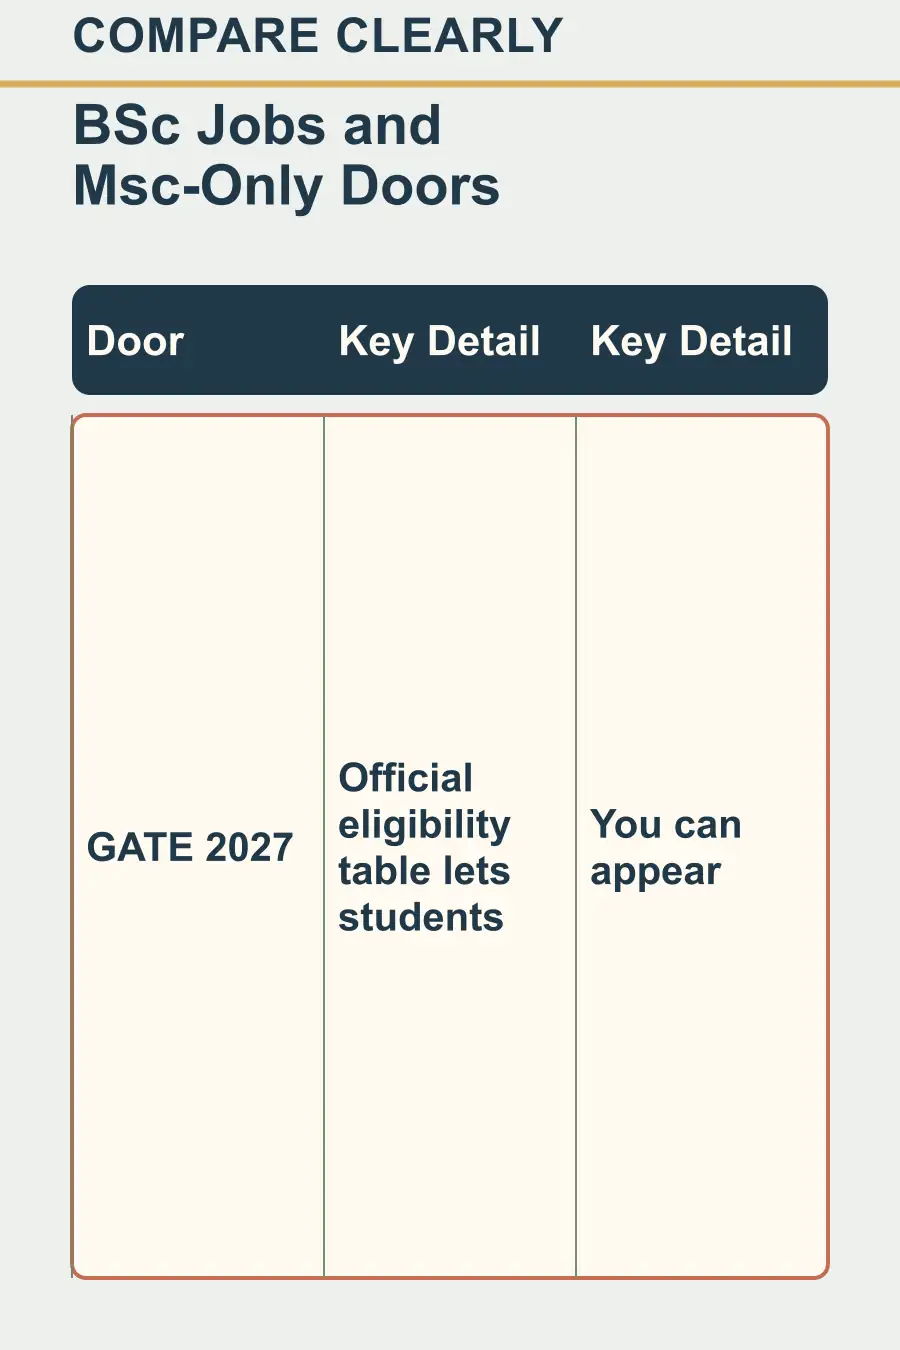 COMPARE CLEARLY
BSc Jobs and
Msc-Only Doors
Door Key Detail Key Detail
GATE 2027
Official
eligibility
table lets
students
You can
appear